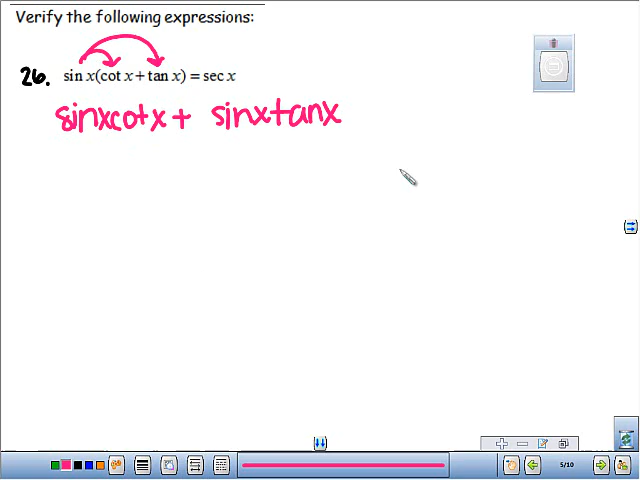 Verify the following expressions:
26. sin x(cot x + tan x) = sec x
sinxcotx + sinxtanx
5/10